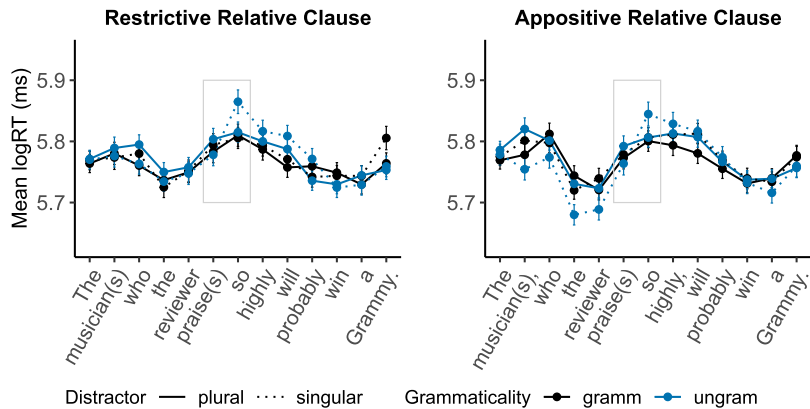 Restrictive Relative Clause
Appositive Relative Clause
Mean logRT (ms)
5.9
5.8
5.7
5.9
5.8
5.7
The
musician(s)
who
the
reviewer
praise(s)
so
highly
will
probably
win
a
Grammy.
The
musician(s),
who
the
reviewer
praise(s)
so
highly,
will
probably
win
a
Grammy.
Distractor plural singular Grammaticality gramm ungram